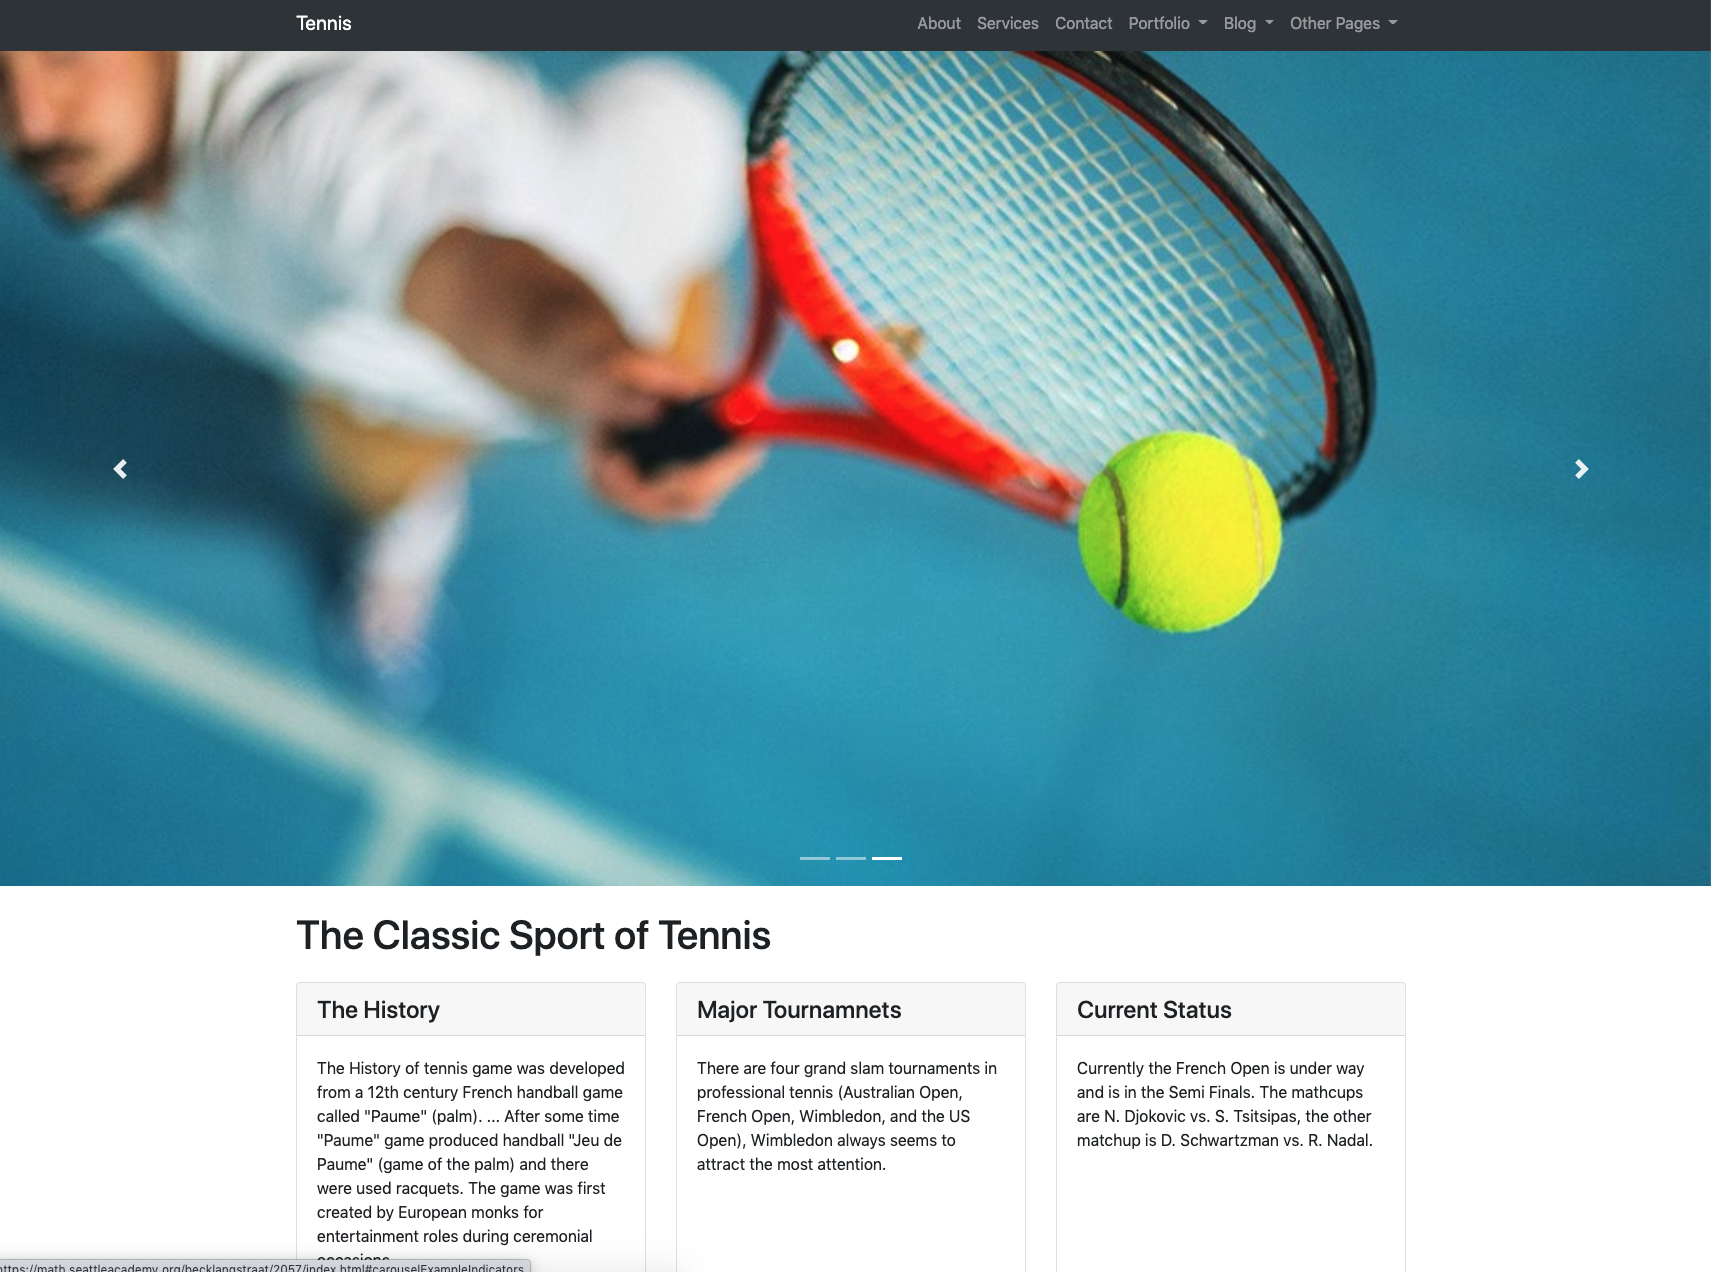 Tennis
About Services Contact Portfolio Blog Other Pages
The Classic Sport of Tennis
The History
The History of tennis game was developed
from a 12th century French handball game
called "Paume" (palm). ... After some time
"Paume" game produced handball "Jeu de
Paume" (game of the palm) and there
were used racquets. The game was first
created by European monks for
entertainment roles during ceremonial
occasions.
Major Tournamnets
There are four grand slam tournaments in
professional tennis (Australian Open,
French Open, Wimbledon, and the US
Open), Wimbledon always seems to
attract the most attention.
Current Status
Currently the French Open is under way
and is in the Semi Finals. The mathcups
are N. Djokovic vs. S. Tsitsipas, the other
matchup is D. Schwartzman vs. R. Nadal.
https://math.seattleacademy.org/becklangstraat/2057/index.html#carouselExampleIndicators